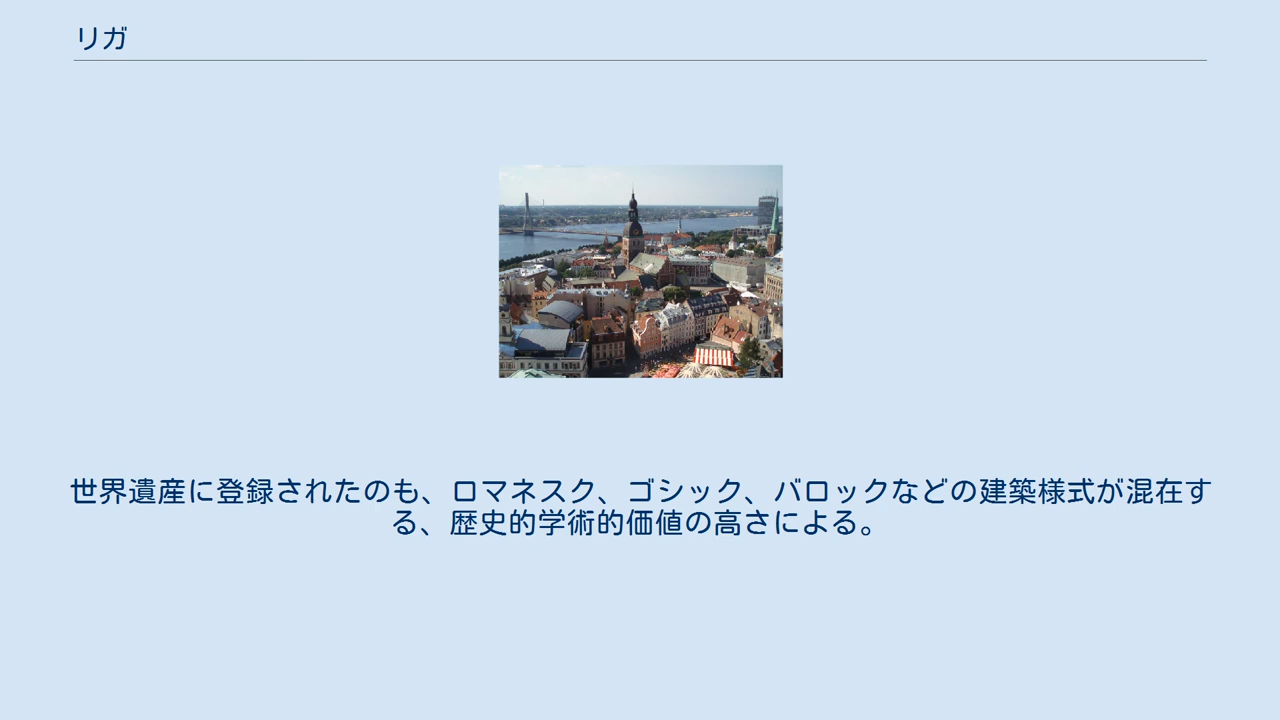 リガ
世界遺産に登録されたのも、ロマネスク、ゴシック、バロックなどの建築様式が混在す
る、歴史的学術的価値の高さによる。